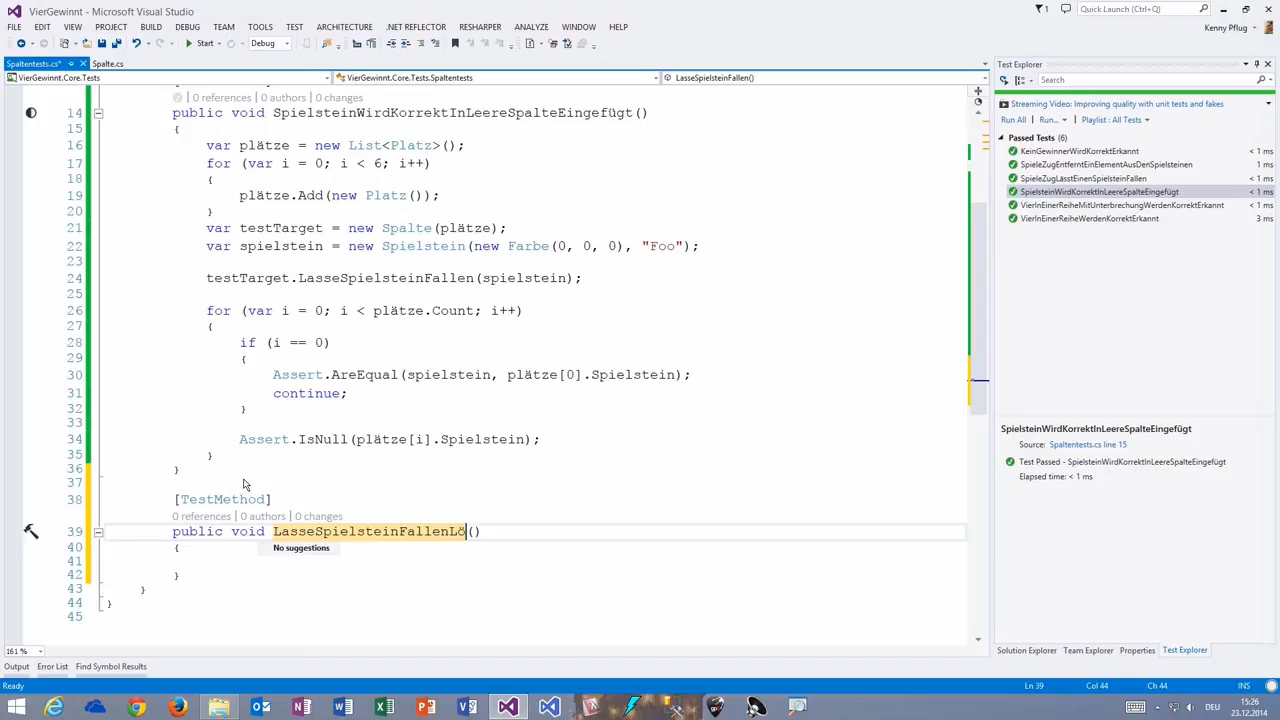 VierGewinnt - Microsoft Visual Studio
1
Quick Launch (Ctrl+Q)
FILE EDIT VIEW PROJECT BUILD DEBUG TEAM TOOLS TEST ARCHITECTURE .NET REFLECTOR RESHARPER ANALYZE WINDOW HELP
Kenny Pflug
Start Debug
Spaltentests.cs* Spalte.cs
VierGewinnt.Core.Tests VierGewinnt.Core.Tests.Spaltentests LasseSpielsteinFallen()
0 references | 0 authors | 0 changes
14 public void SpielsteinWirdKorrektInLeereSpalteEingefügt()
15 {
16 var plätze = new List<Platz>();
17 for (var i = 0; i < 6; i++)
18 {
19 plätze.Add(new Platz());
20 }
21 var testTarget = new Spalte(plätze);
22 var spielstein = new Spielstein(new Farbe(0, 0, 0), "Foo");
23
24 testTarget.LasseSpielsteinFallen(spielstein);
25
26 for (var i = 0; i < plätze.Count; i++)
27 {
28 if (i == 0)
29 {
30 Assert.AreEqual(spielstein, plätze[0].Spielstein);
31 continue;
32 }
33
34 Assert.IsNull(plätze[i].Spielstein);
35 }
36 }
37
38 [TestMethod]
0 references | 0 authors | 0 changes
39 public void LasseSpielsteinFallenLö()
No suggestions
40 {
41
42 }
43 }
44 }
45
161 %
Output Error List Find Symbol Results
Test Explorer
Search
Streaming Video: Improving quality with unit tests and fakes
Run All Run... Playlist : All Tests
Passed Tests (6)
KeinGewinnerWirdKorrektErkannt < 1 ms
SpieleZugEntferntEinElementAusDenSpielsteinen 1 ms
SpieleZugLässtEinenSpielsteinFallen < 1 ms
SpielsteinWirdKorrektInLeereSpalteEingefügt < 1 ms
VierInEinerReiheMitUnterbrechungWerdenKorrektErkannt < 1 ms
VierInEinerReiheWerdenKorrektErkannt 3 ms
SpielsteinWirdKorrektInLeereSpalteEingefügt
Source: Spaltentests.cs line 15
Test Passed - SpielsteinWirdKorrektInLeereSpalteEingefügt
Elapsed time: < 1 ms
Solution Explorer Team Explorer Properties Test Explorer
Ready Ln 39 Col 44 Ch 44 INS
DEU
15:26
23.12.2014